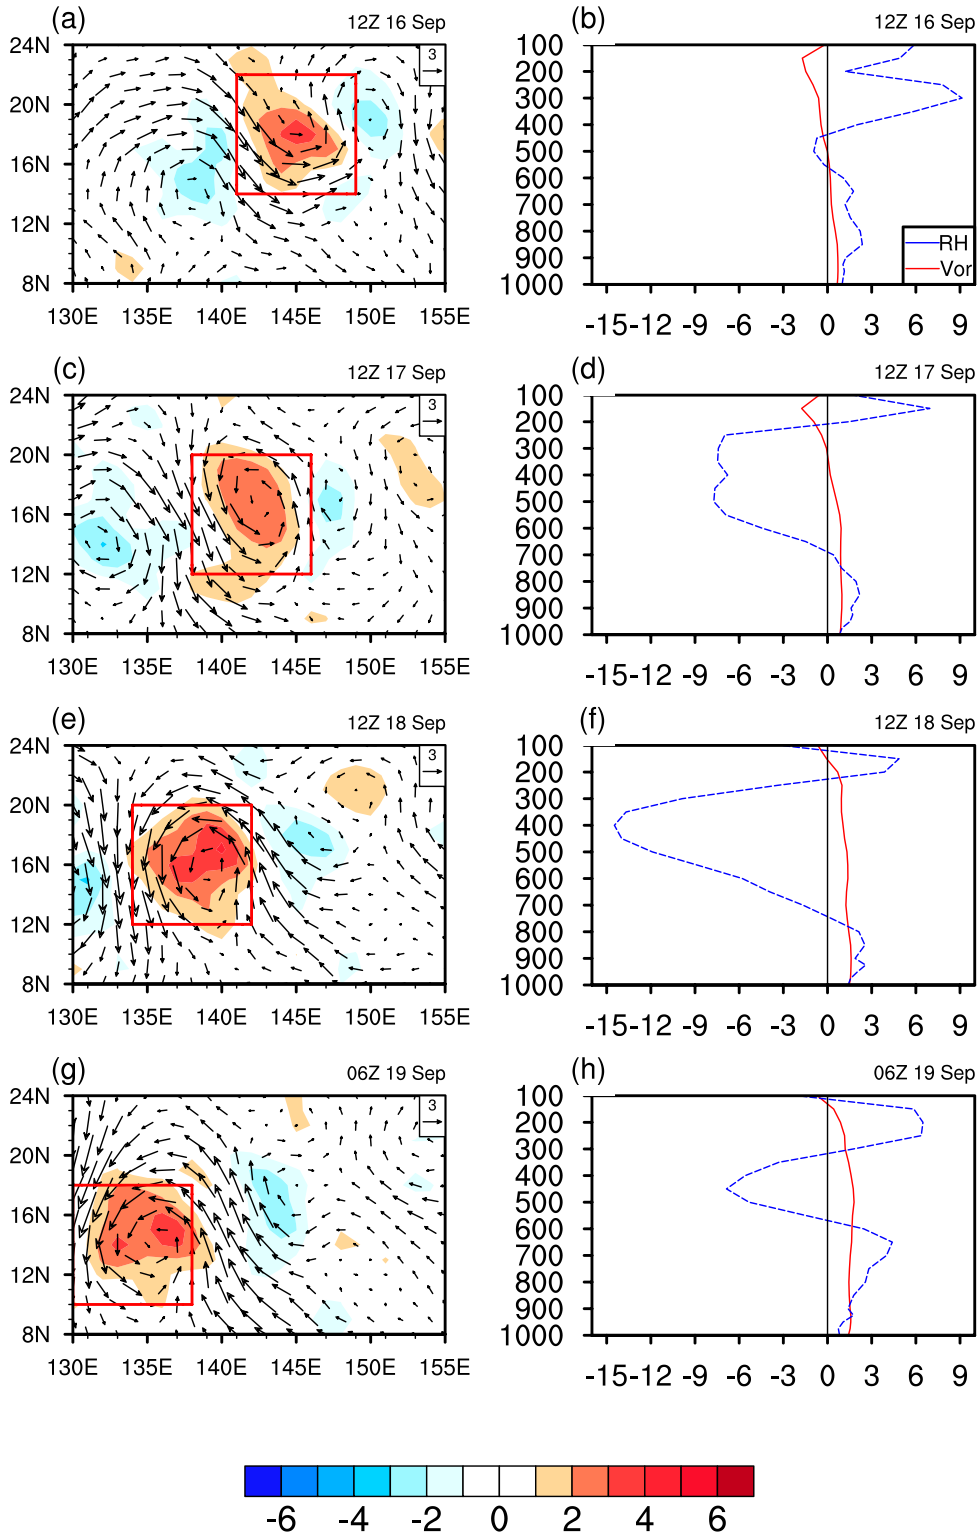 (a) 12Z 16 Sep
24N
20N
16N
12N
8N
3
130E 135E 140E 145E 150E 155E
(b) 12Z 16 Sep
100
200
300
400
500
600
700
800
900
1000
RH
Vor
-15 -12 -9 -6 -3 0 3 6 9
(c) 12Z 17 Sep
24N
20N
16N
12N
8N
3
130E 135E 140E 145E 150E 155E
(d) 12Z 17 Sep
100
200
300
400
500
600
700
800
900
1000
-15 -12 -9 -6 -3 0 3 6 9
(e) 12Z 18 Sep
24N
20N
16N
12N
8N
3
130E 135E 140E 145E 150E 155E
(f) 12Z 18 Sep
100
200
300
400
500
600
700
800
900
1000
-15 -12 -9 -6 -3 0 3 6 9
(g) 06Z 19 Sep
24N
20N
16N
12N
8N
3
130E 135E 140E 145E 150E 155E
(h) 06Z 19 Sep
100
200
300
400
500
600
700
800
900
1000
-15 -12 -9 -6 -3 0 3 6 9
-6 -4 -2 0 2 4 6